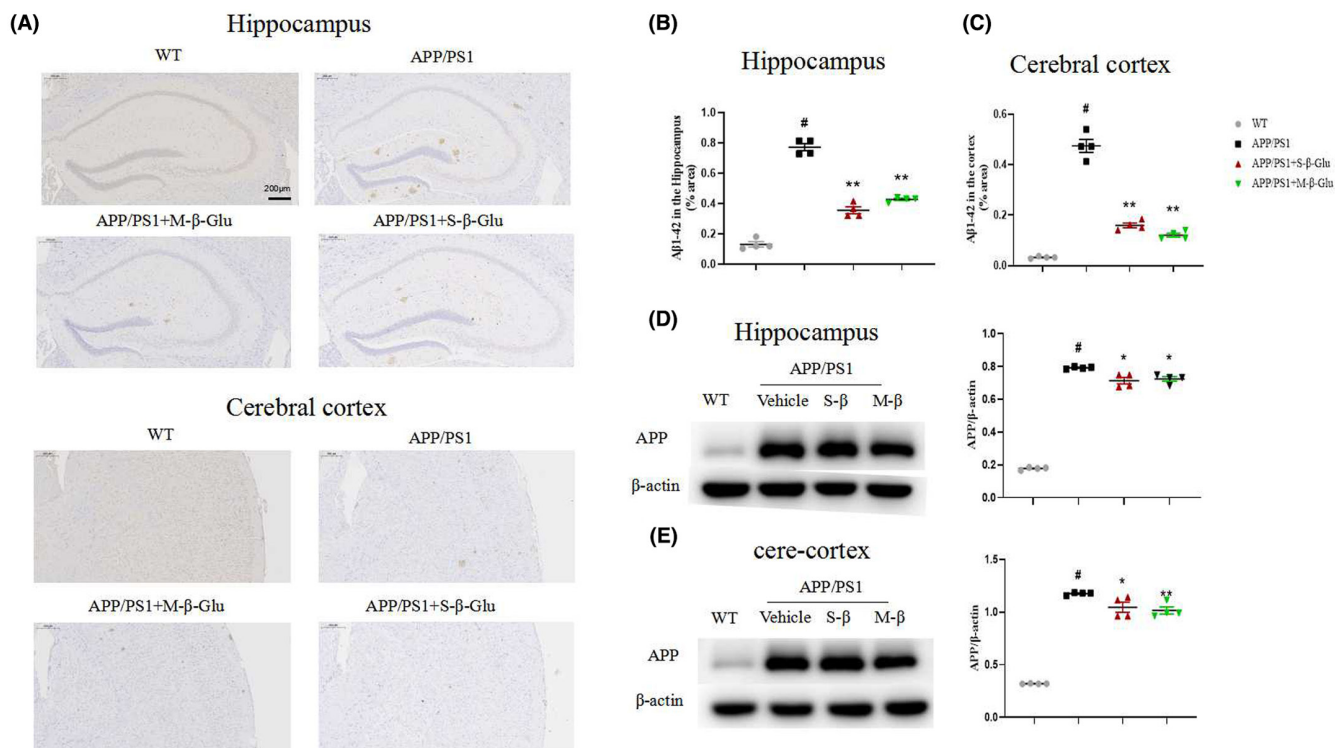 (A)
Hippocampus
WT
APP/PS1
200μm
APP/PS1+M-β-Glu
APP/PS1+S-β-Glu
Cerebral cortex
WT
APP/PS1
APP/PS1+M-β-Glu
APP/PS1+S-β-Glu
(B)
Hippocampus
Aβ1-42 in the Hippocampus
(% area)
1.0
0.8
0.6
0.4
0.2
0.0
#
**
**
(C)
Cerebral cortex
Aβ1-42 in the cortex
(% area)
0.6
0.4
0.2
0.0
#
**
**
WT
APP/PS1
APP/PS1+S-β-Glu
APP/PS1+M-β-Glu
(D)
Hippocampus
APP/PS1
WT
Vehicle
S-β
M-β
APP
β-actin
APP/β-actin
0.8
0.6
0.4
0.2
0.0
#
*
*
(E)
cere-cortex
APP/PS1
WT
Vehicle
S-β
M-β
APP
β-actin
APP/β-actin
1.5
1.0
0.5
0.0
#
*
**